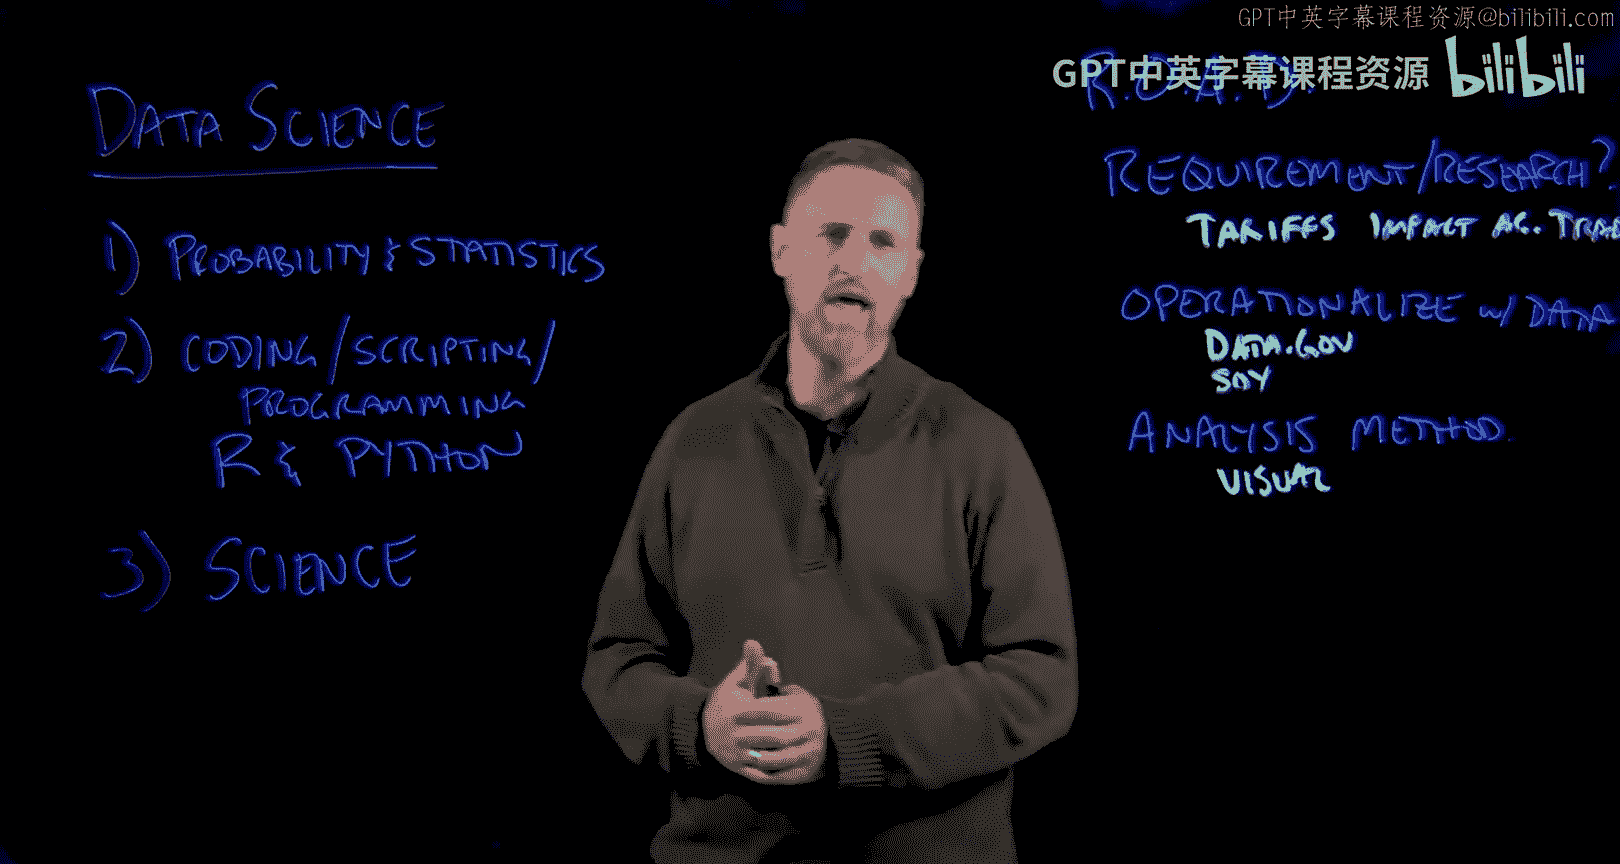 GPT中英字幕课程资源@bilibili.com
GPT中英字幕课程资源 bilibili
DATA SCIENCE
1) PROBABILITY & STATISTICS
2) CODING/SCRIPTING/
PROGRAMMING
R & PYTHON
3) SCIENCE
R.O.A.D.
REQUIREMENT/RESEARCH?
TARIFFS IMPACT AG. TRAD
OPERATIONALIZE W/ DATA
DATA.GOV
SOY
ANALYSIS METHOD.
VISUAL